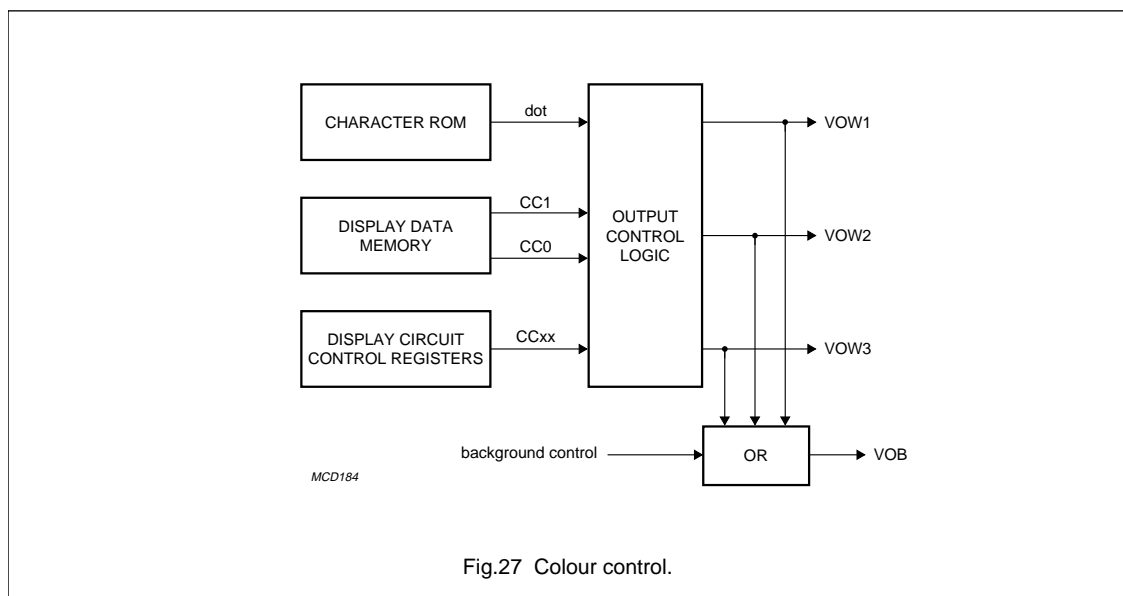 CHARACTER ROM
dot
VOW1
DISPLAY DATA
MEMORY
CC1
CC0
OUTPUT
CONTROL
LOGIC
VOW2
DISPLAY CIRCUIT
CONTROL REGISTERS
CCxx
VOW3
background control
OR
VOB
MCD184
Fig.27 Colour control.